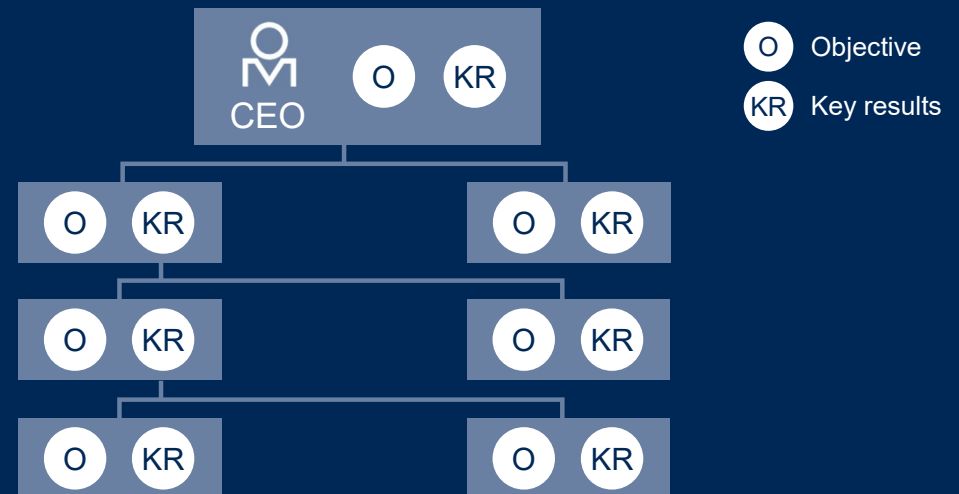 O KR
CEO
O Objective
KR Key results
O KR O KR
O KR O KR
O KR O KR